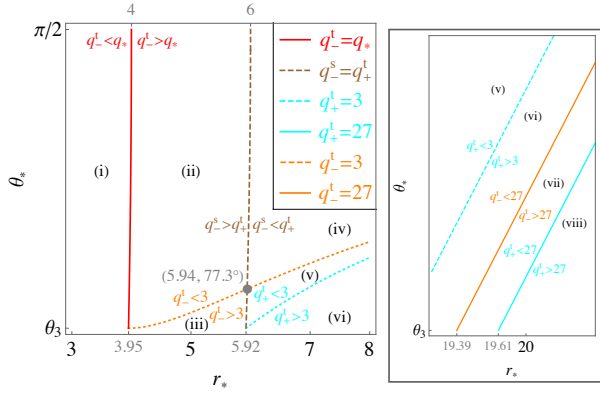 4 6
π/2
q₋ᵗ<q* q₋ᵗ>q*
q₋ᵗ=q*
q₋ˢ=q₊ᵗ
q₊ᵗ=3
q₊ᵗ=27
q₋ᵗ=3
q₋ᵗ=27
(i) (ii)
θ*
q₋ˢ>q₊ᵗ q₋ˢ<q₊ᵗ
(iv)
(5.94, 77.3°)
(v)
q₋ᵗ<3 q₊ᵗ<3
q₋ᵗ>3
(iii) q₊ᵗ>3 (vi)
θ₃
3 3.95 5 5.92 7 8
r*
(v)
(vi)
q₊ᵗ<3
q₊ᵗ>3
(vii)
θ*
q₋ᵗ<27
q₋ᵗ>27
(viii)
q₊ᵗ<27
q₊ᵗ>27
θ₃
19.39 19.61 20
r*